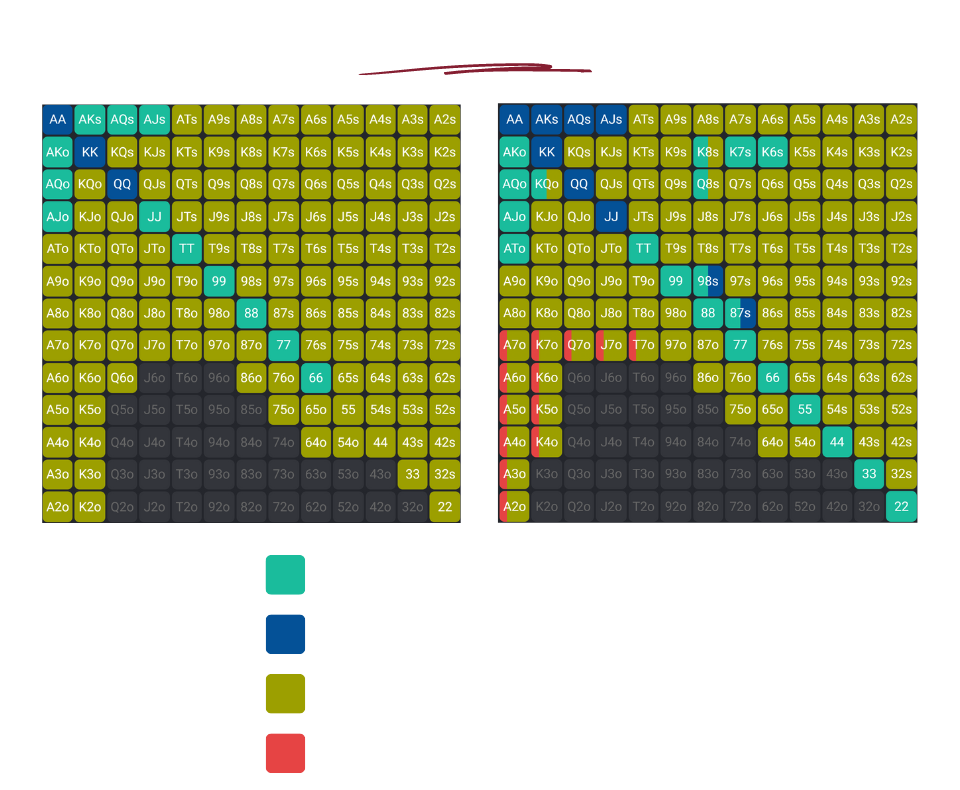 AA AKs AQs AJs ATs A9s A8s A7s A6s A5s A4s A3s A2s
AKo KK KQs KJs KTs K9s K8s K7s K6s K5s K4s K3s K2s
AQo KQo QQ QJs QTs Q9s Q8s Q7s Q6s Q5s Q4s Q3s Q2s
AJo KJo QJo JJ JTs J9s J8s J7s J6s J5s J4s J3s J2s
ATo KTo QTo JTo TT T9s T8s T7s T6s T5s T4s T3s T2s
A9o K9o Q9o J9o T9o 99 98s 97s 96s 95s 94s 93s 92s
A8o K8o Q8o J8o T8o 98o 88 87s 86s 85s 84s 83s 82s
A7o K7o Q7o J7o T7o 97o 87o 77 76s 75s 74s 73s 72s
A6o K6o Q6o J6o T6o 96o 86o 76o 66 65s 64s 63s 62s
A5o K5o Q5o J5o T5o 95o 85o 75o 65o 55 54s 53s 52s
A4o K4o Q4o J4o T4o 94o 84o 74o 64o 54o 44 43s 42s
A3o K3o Q3o J3o T3o 93o 83o 73o 63o 53o 43o 33 32s
A2o K2o Q2o J2o T2o 92o 82o 72o 62o 52o 42o 32o 22
AA AKs AQs AJs ATs A9s A8s A7s A6s A5s A4s A3s A2s
AKo KK KQs KJs KTs K9s K8s K7s K6s K5s K4s K3s K2s
AQo KQo QQ QJs QTs Q9s Q8s Q7s Q6s Q5s Q4s Q3s Q2s
AJo KJo QJo JJ JTs J9s J8s J7s J6s J5s J4s J3s J2s
ATo KTo QTo JTo TT T9s T8s T7s T6s T5s T4s T3s T2s
A9o K9o Q9o J9o T9o 99 98s 97s 96s 95s 94s 93s 92s
A8o K8o Q8o J8o T8o 98o 88 87s 86s 85s 84s 83s 82s
A7o K7o Q7o J7o T7o 97o 87o 77 76s 75s 74s 73s 72s
A6o K6o Q6o J6o T6o 96o 86o 76o 66 65s 64s 63s 62s
A5o K5o Q5o J5o T5o 95o 85o 75o 65o 55 54s 53s 52s
A4o K4o Q4o J4o T4o 94o 84o 74o 64o 54o 44 43s 42s
A3o K3o Q3o J3o T3o 93o 83o 73o 63o 53o 43o 33 32s
A2o K2o Q2o J2o T2o 92o 82o 72o 62o 52o 42o 32o 22